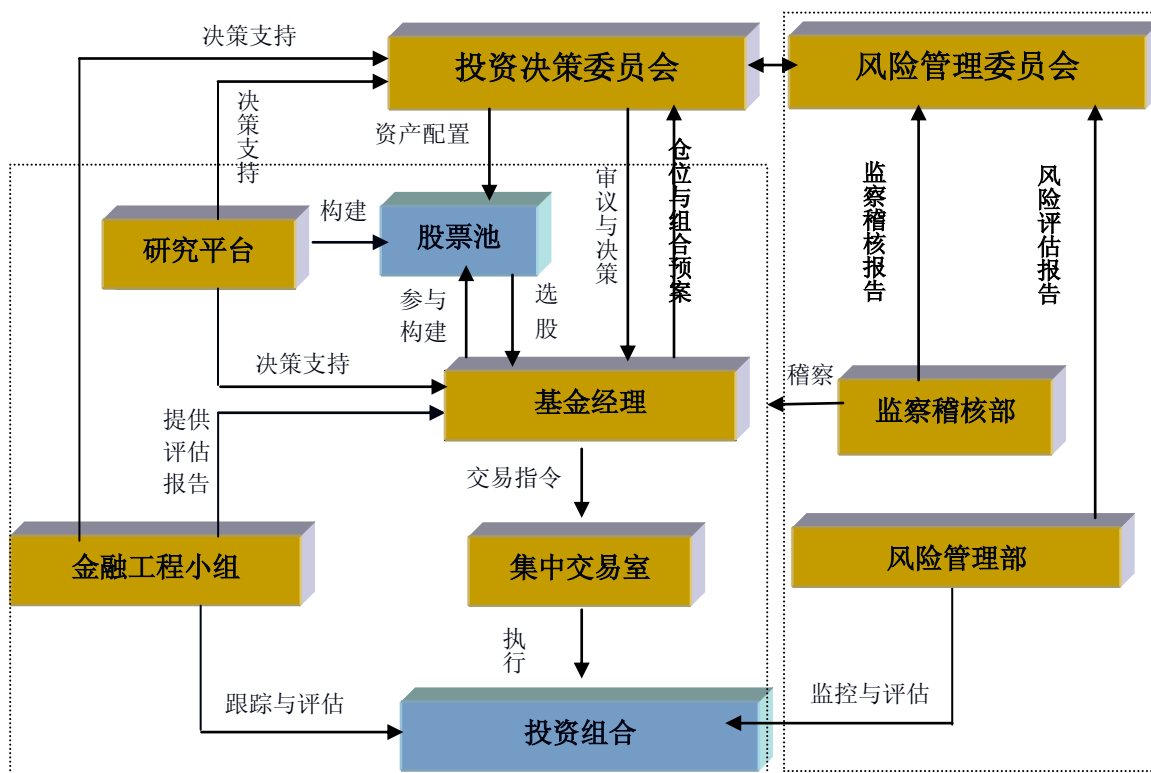 决策支持
投资决策委员会
风险管理委员会
决策支持
资产配置
审议与决策
仓位与组合预案
监察稽核报告
风险评估报告
研究平台
构建
股票池
参与
构建
选股
决策支持
基金经理
稽察
监察稽核部
提供
评估
报告
交易指令
金融工程小组
集中交易室
风险管理部
执行
跟踪与评估
投资组合
监控与评估